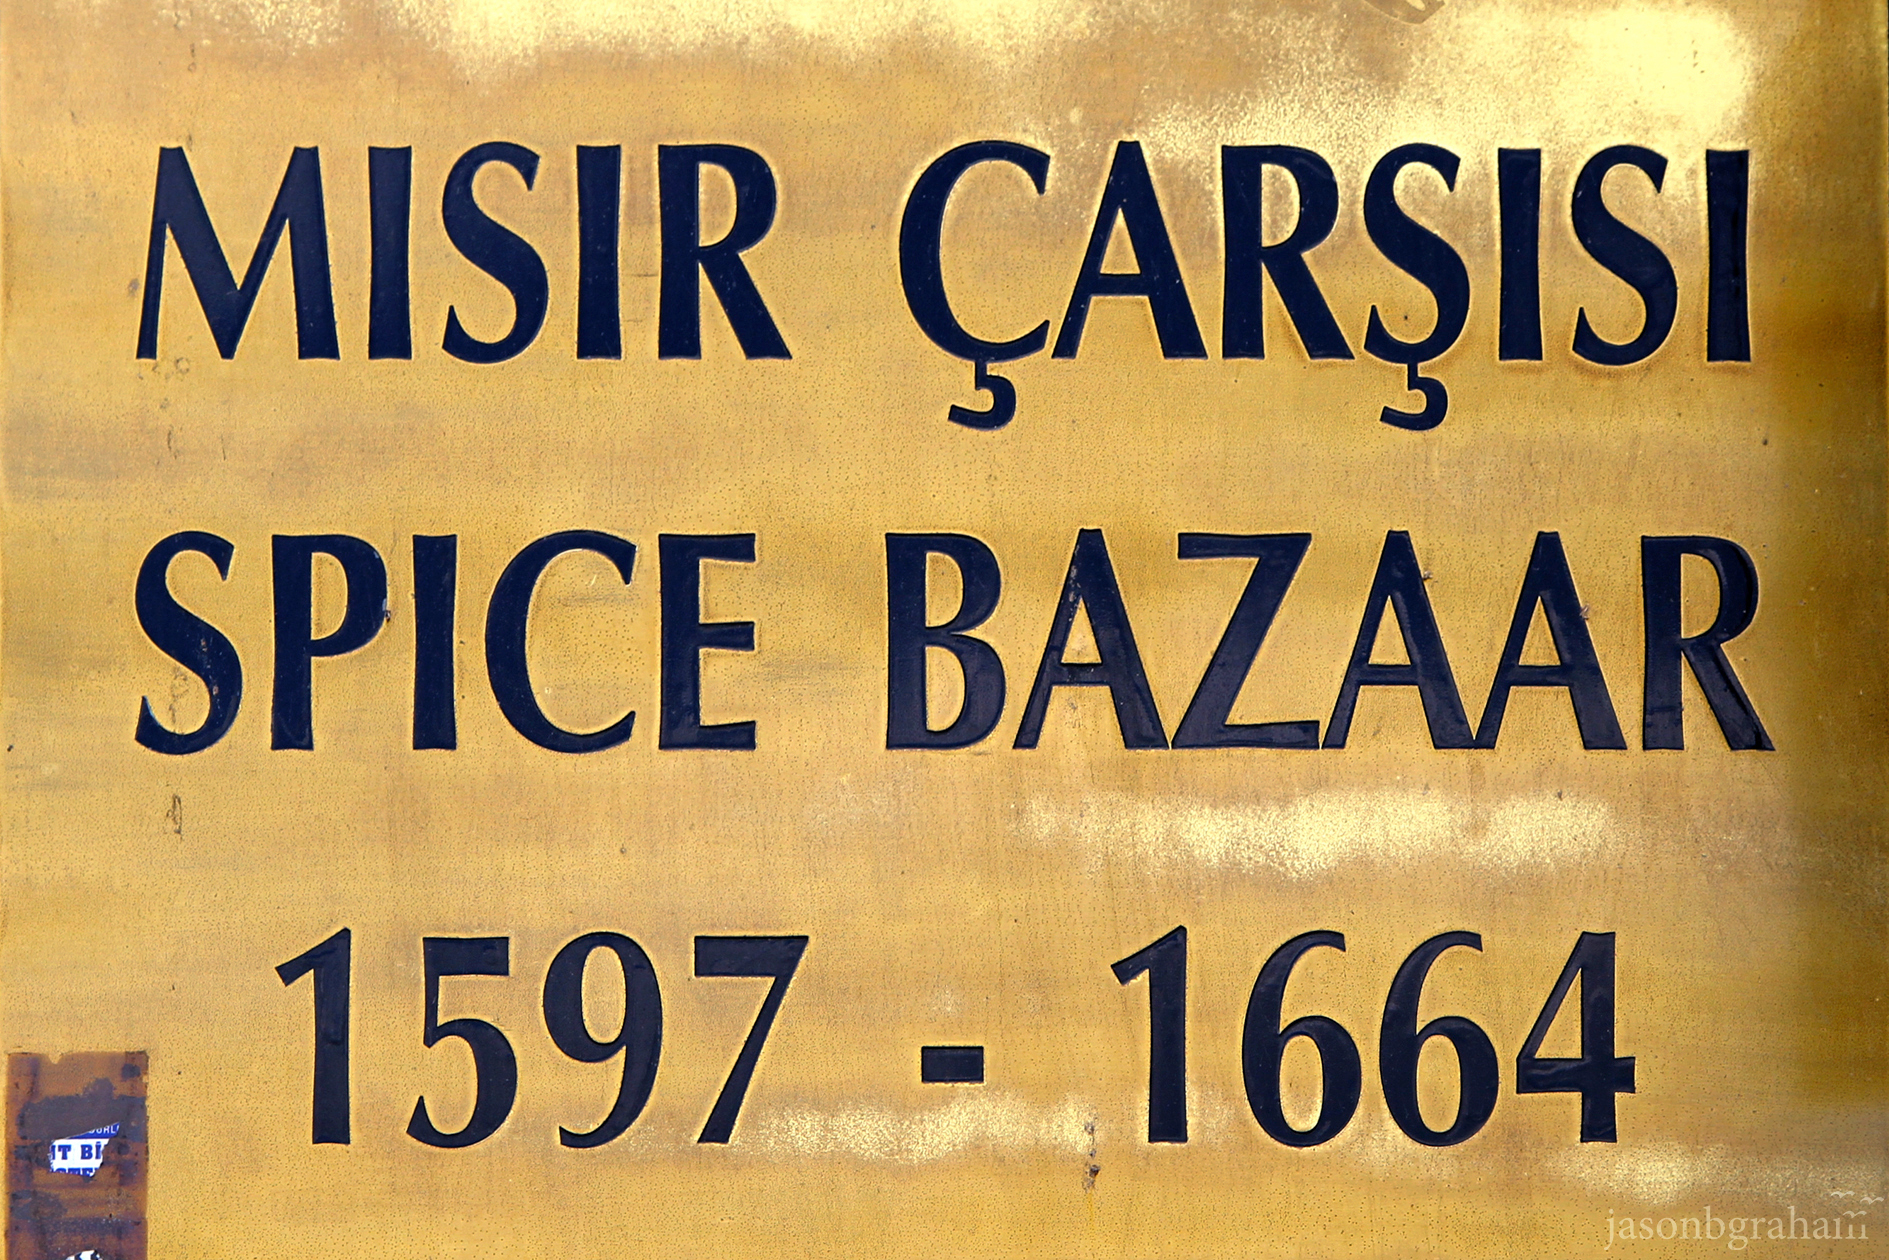 MISIR ÇARŞISI
SPICE BAZAAR
1597 - 1664
jasonbgraham